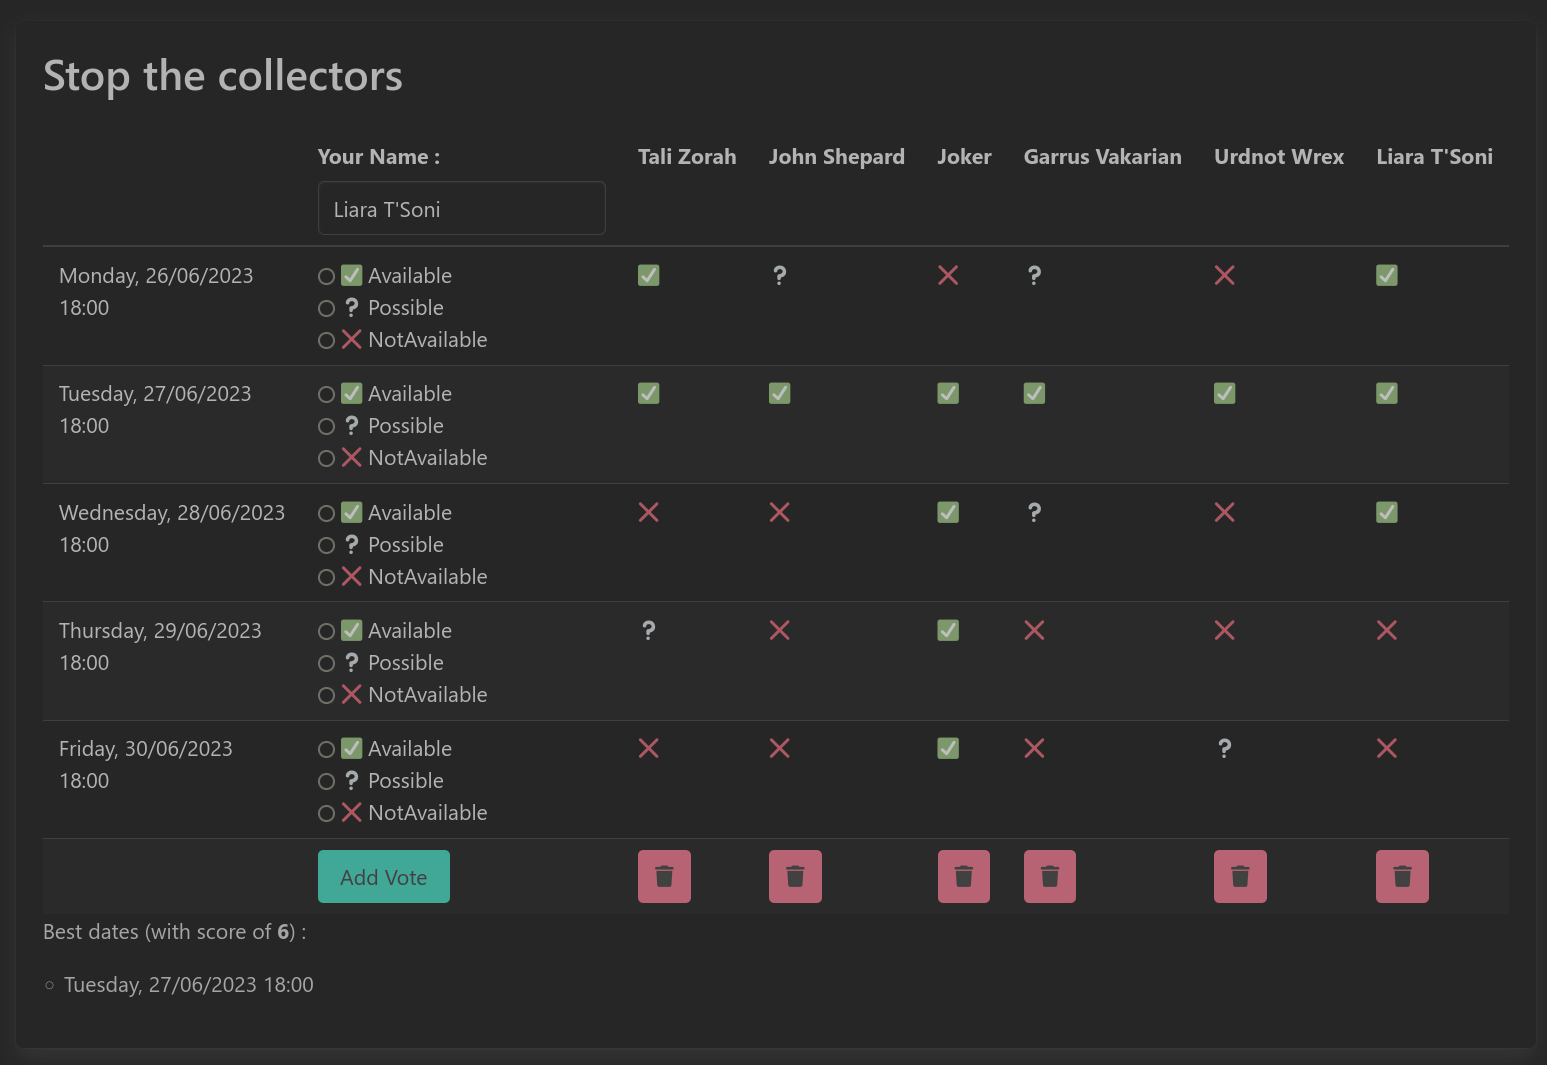 Stop the collectors
Your Name :
Tali Zorah
John Shepard
Joker
Garrus Vakarian
Urdnot Wrex
Liara T'Soni
Liara T'Soni
Monday, 26/06/2023
18:00
✅ Available
? Possible
❌ NotAvailable
✅
?
❌
?
❌
✅
Tuesday, 27/06/2023
18:00
✅ Available
? Possible
❌ NotAvailable
✅
✅
✅
✅
✅
✅
Wednesday, 28/06/2023
18:00
✅ Available
? Possible
❌ NotAvailable
❌
❌
✅
?
❌
✅
Thursday, 29/06/2023
18:00
✅ Available
? Possible
❌ NotAvailable
?
❌
✅
❌
❌
❌
Friday, 30/06/2023
18:00
✅ Available
? Possible
❌ NotAvailable
❌
❌
✅
❌
?
❌
Add Vote
Best dates (with score of 6) :
Tuesday, 27/06/2023 18:00